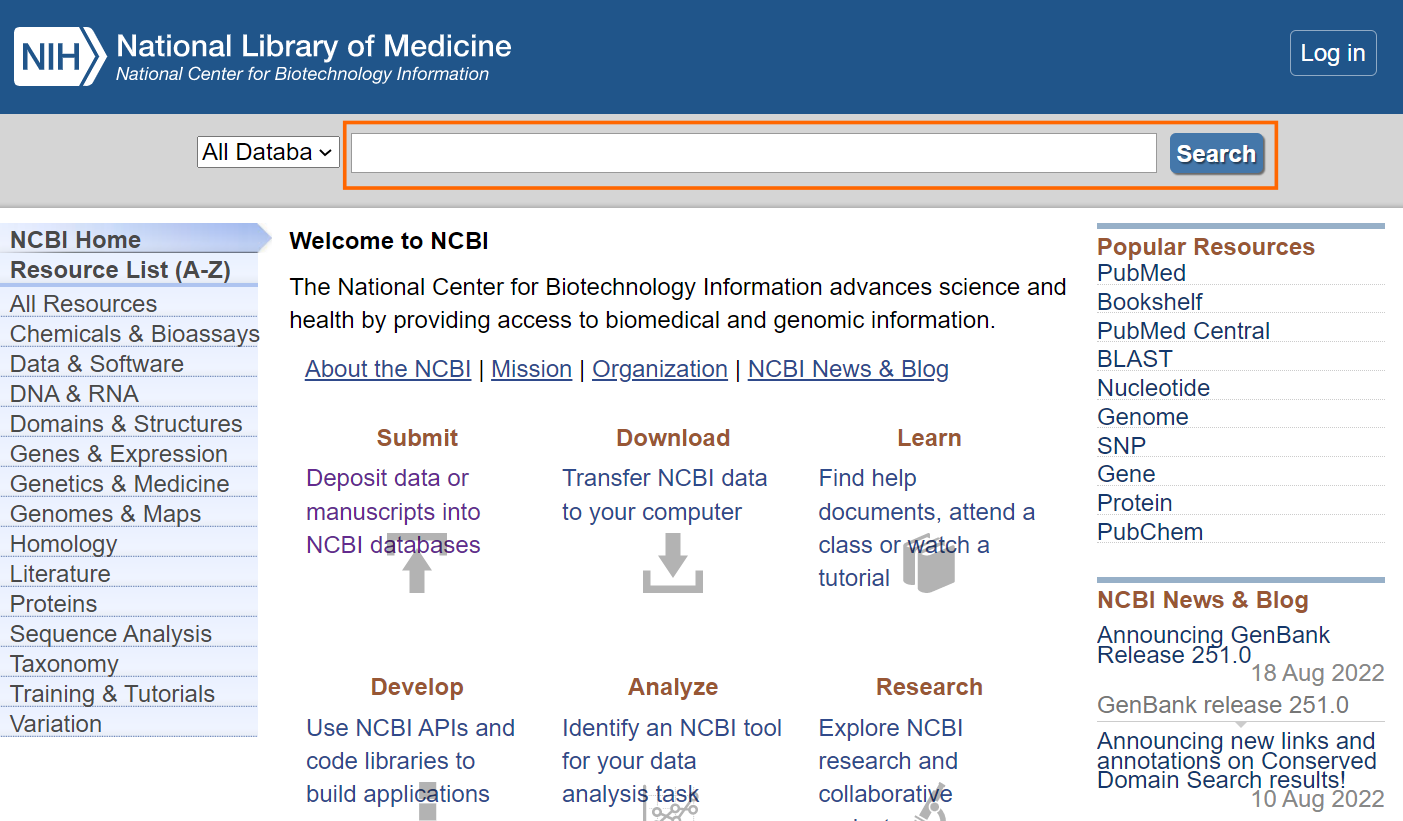 NIH
National Library of Medicine
National Center for Biotechnology Information
Log in
All Databa
Search
NCBI Home
Resource List (A-Z)
All Resources
Chemicals & Bioassays
Data & Software
DNA & RNA
Domains & Structures
Genes & Expression
Genetics & Medicine
Genomes & Maps
Homology
Literature
Proteins
Sequence Analysis
Taxonomy
Training & Tutorials
Variation
Welcome to NCBI
The National Center for Biotechnology Information advances science and
health by providing access to biomedical and genomic information.
About the NCBI | Mission | Organization | NCBI News & Blog
Submit
Deposit data or
manuscripts into
NCBI databases
Download
Transfer NCBI data
to your computer
Learn
Find help
documents, attend a
class or watch a
tutorial
Develop
Use NCBI APIs and
code libraries to
build applications
Analyze
Identify an NCBI tool
for your data
analysis task
Research
Explore NCBI
research and
collaborative
Popular Resources
PubMed
Bookshelf
PubMed Central
BLAST
Nucleotide
Genome
SNP
Gene
Protein
PubChem
NCBI News & Blog
Announcing GenBank
Release 251.0
18 Aug 2022
GenBank release 251.0
Announcing new links and
annotations on Conserved
Domain Search results!
10 Aug 2022